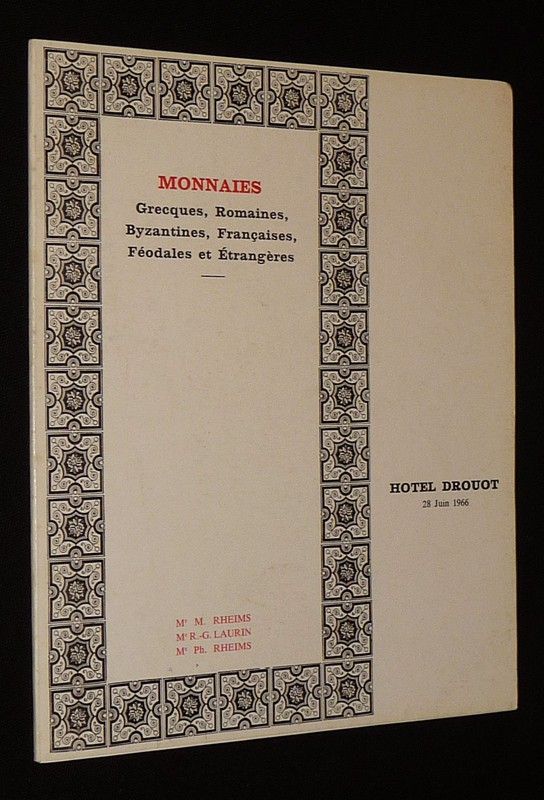 MONNAIES
Grecques, Romaines,
Byzantines, Françaises,
Féodales et Étrangères
HOTEL DROUOT
28 Juin 1966
Mᵉ M. RHEIMS
Mᵉ R.-G. LAURIN
Mᵉ Ph. RHEIMS